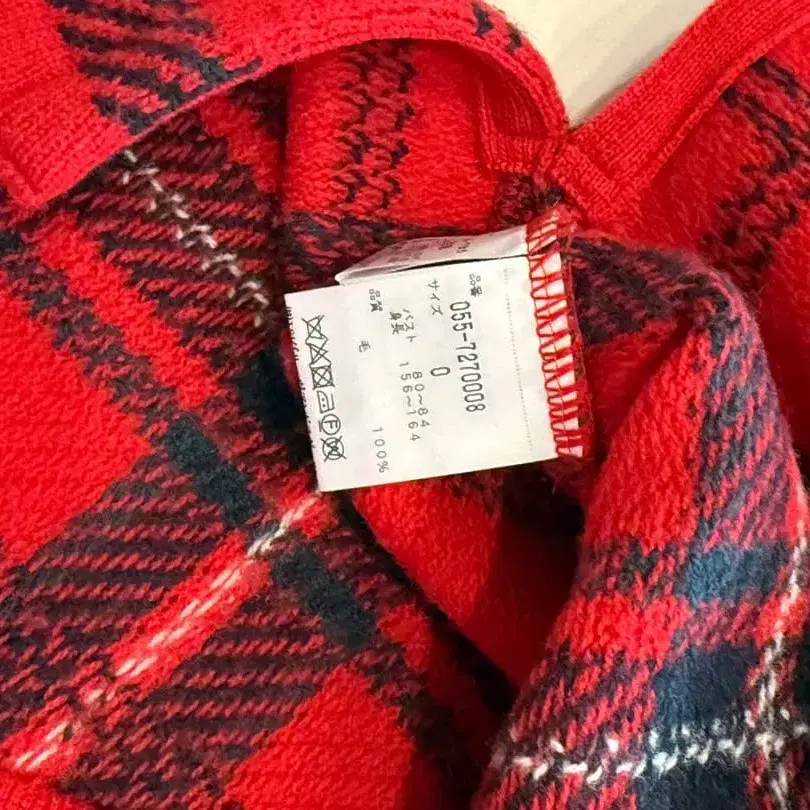 品番 055-7270008
サイズ 0
バスト 80~84
身長 156~164
品質 毛 100%